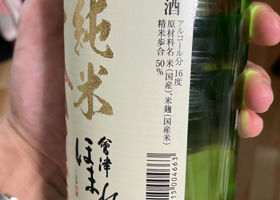 酒
アルコール分 16度
原材料名 米(国産)、米麹(国産米)
精米歩合 50%
純米
會津
ほまれ
15004663